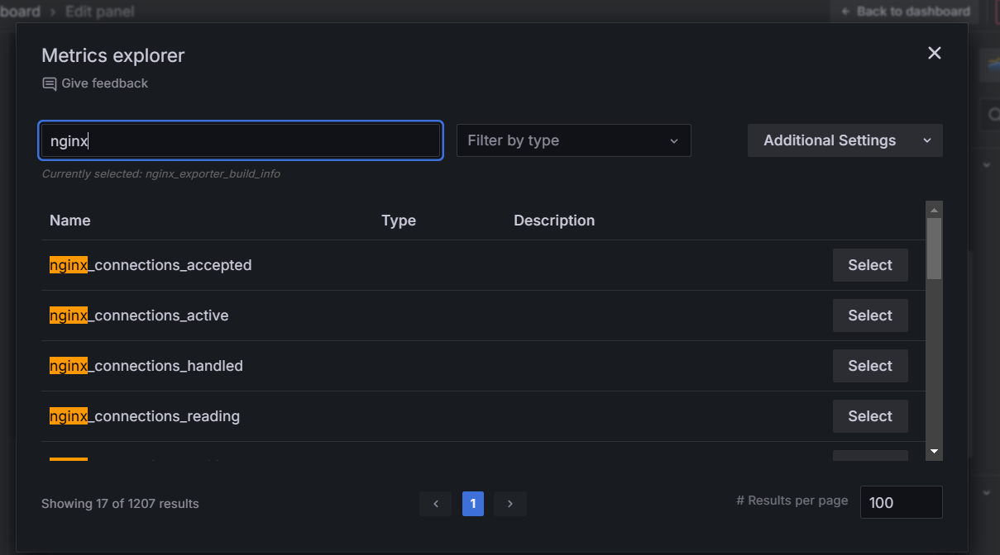 board › Edit panel
← Back to dashboard
Metrics explorer
Give feedback
nginx
Filter by type
Additional Settings
Currently selected: nginx_exporter_build_info
Name Type Description
nginx_connections_accepted Select
nginx_connections_active Select
nginx_connections_handled Select
nginx_connections_reading Select
Showing 17 of 1207 results
‹ 1 ›
# Results per page 100